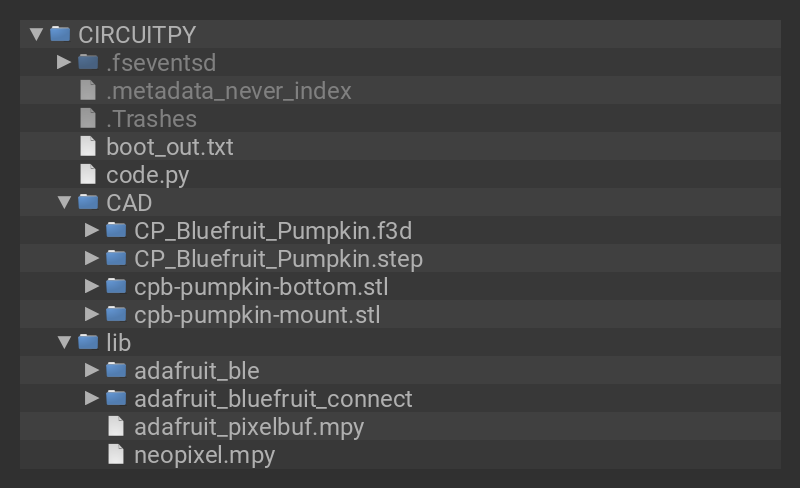 CIRCUITPY
.fseventsd
.metadata_never_index
.Trashes
boot_out.txt
code.py
CAD
CP_Bluefruit_Pumpkin.f3d
CP_Bluefruit_Pumpkin.step
cpb-pumpkin-bottom.stl
cpb-pumpkin-mount.stl
lib
adafruit_ble
adafruit_bluefruit_connect
adafruit_pixelbuf.mpy
neopixel.mpy